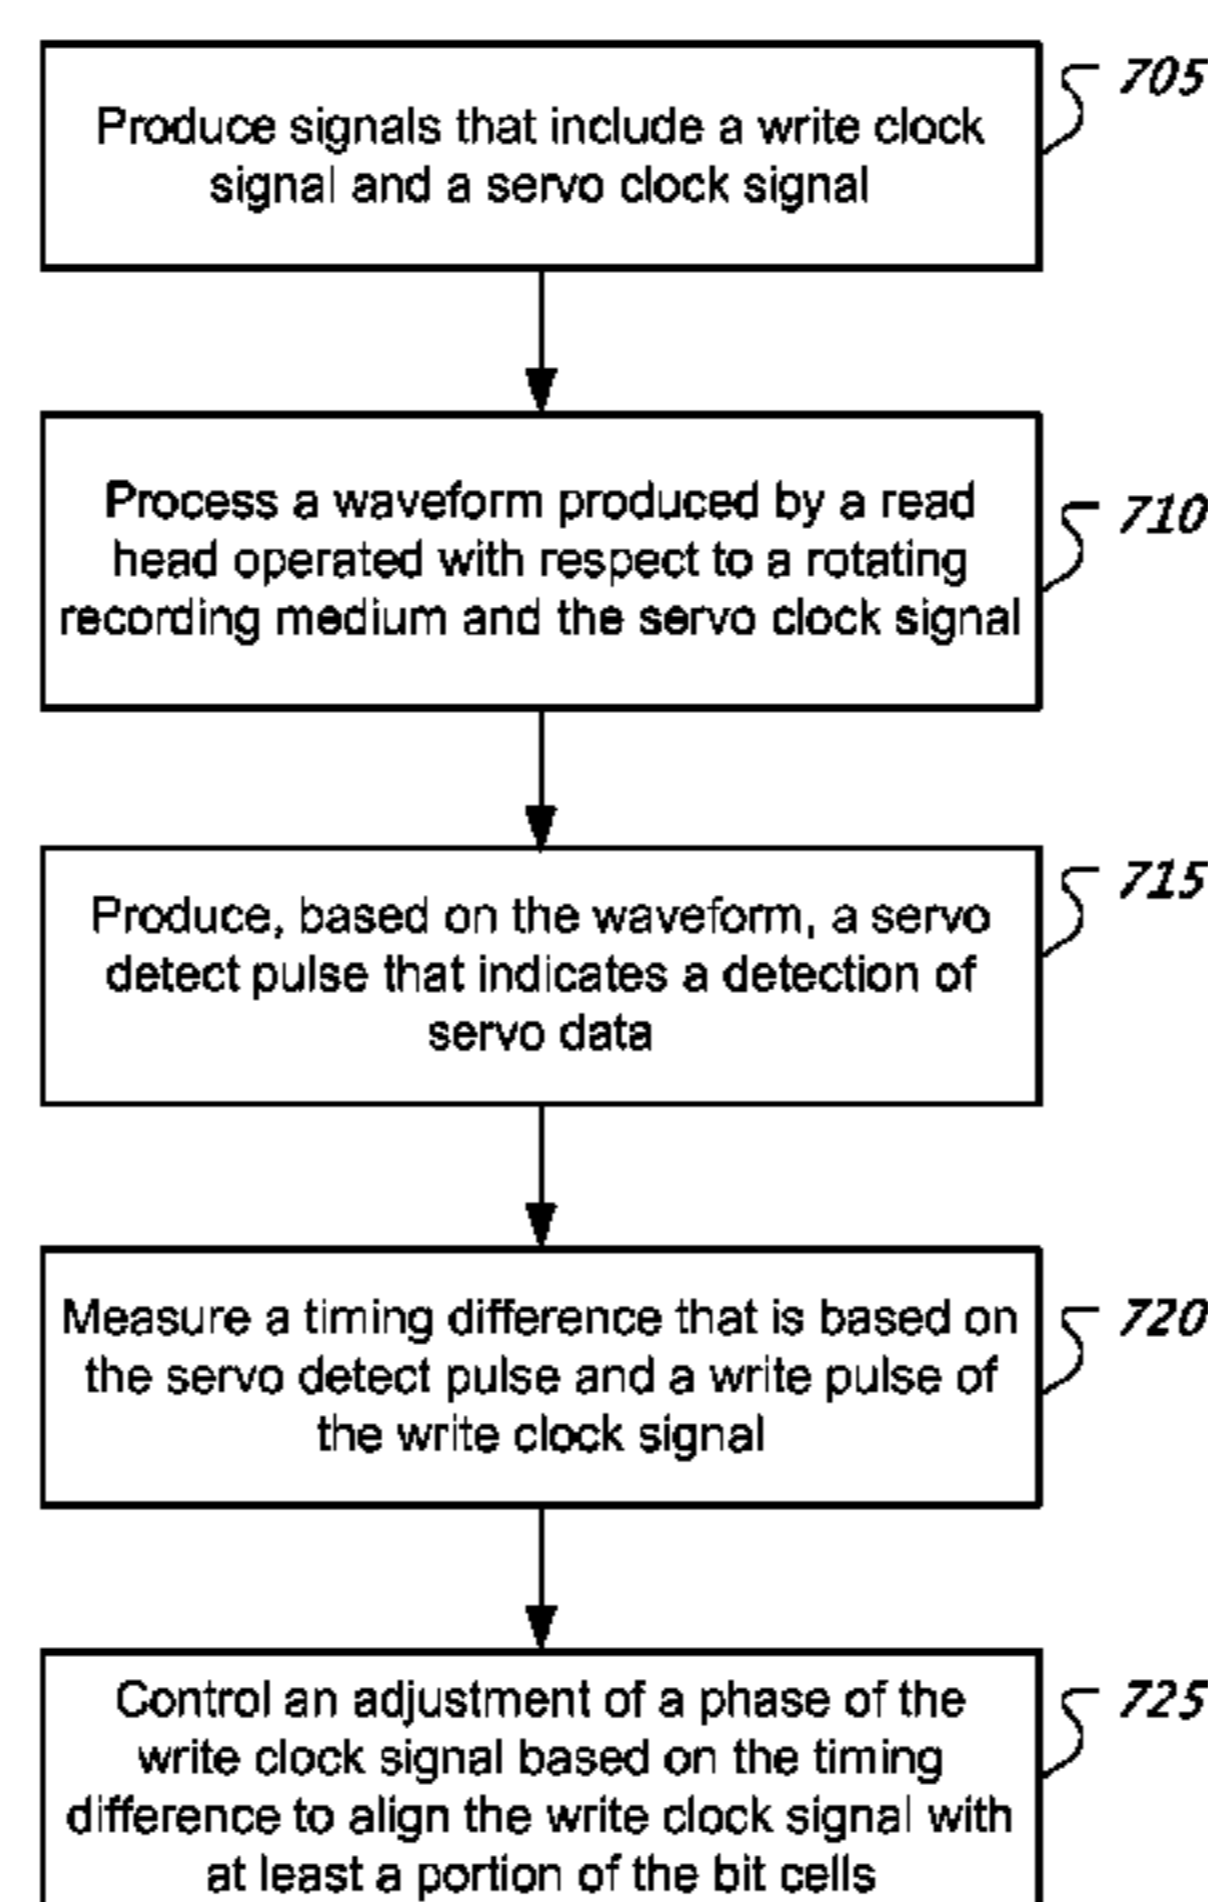 Produce signals that include a write clock
signal and a servo clock signal
705
Process a waveform produced by a read
head operated with respect to a rotating
recording medium and the servo clock signal
710
Produce, based on the waveform, a servo
detect pulse that indicates a detection of
servo data
715
Measure a timing difference that is based on
the servo detect pulse and a write pulse of
the write clock signal
720
Control an adjustment of a phase of the
write clock signal based on the timing
difference to align the write clock signal with
at least a portion of the bit cells
725